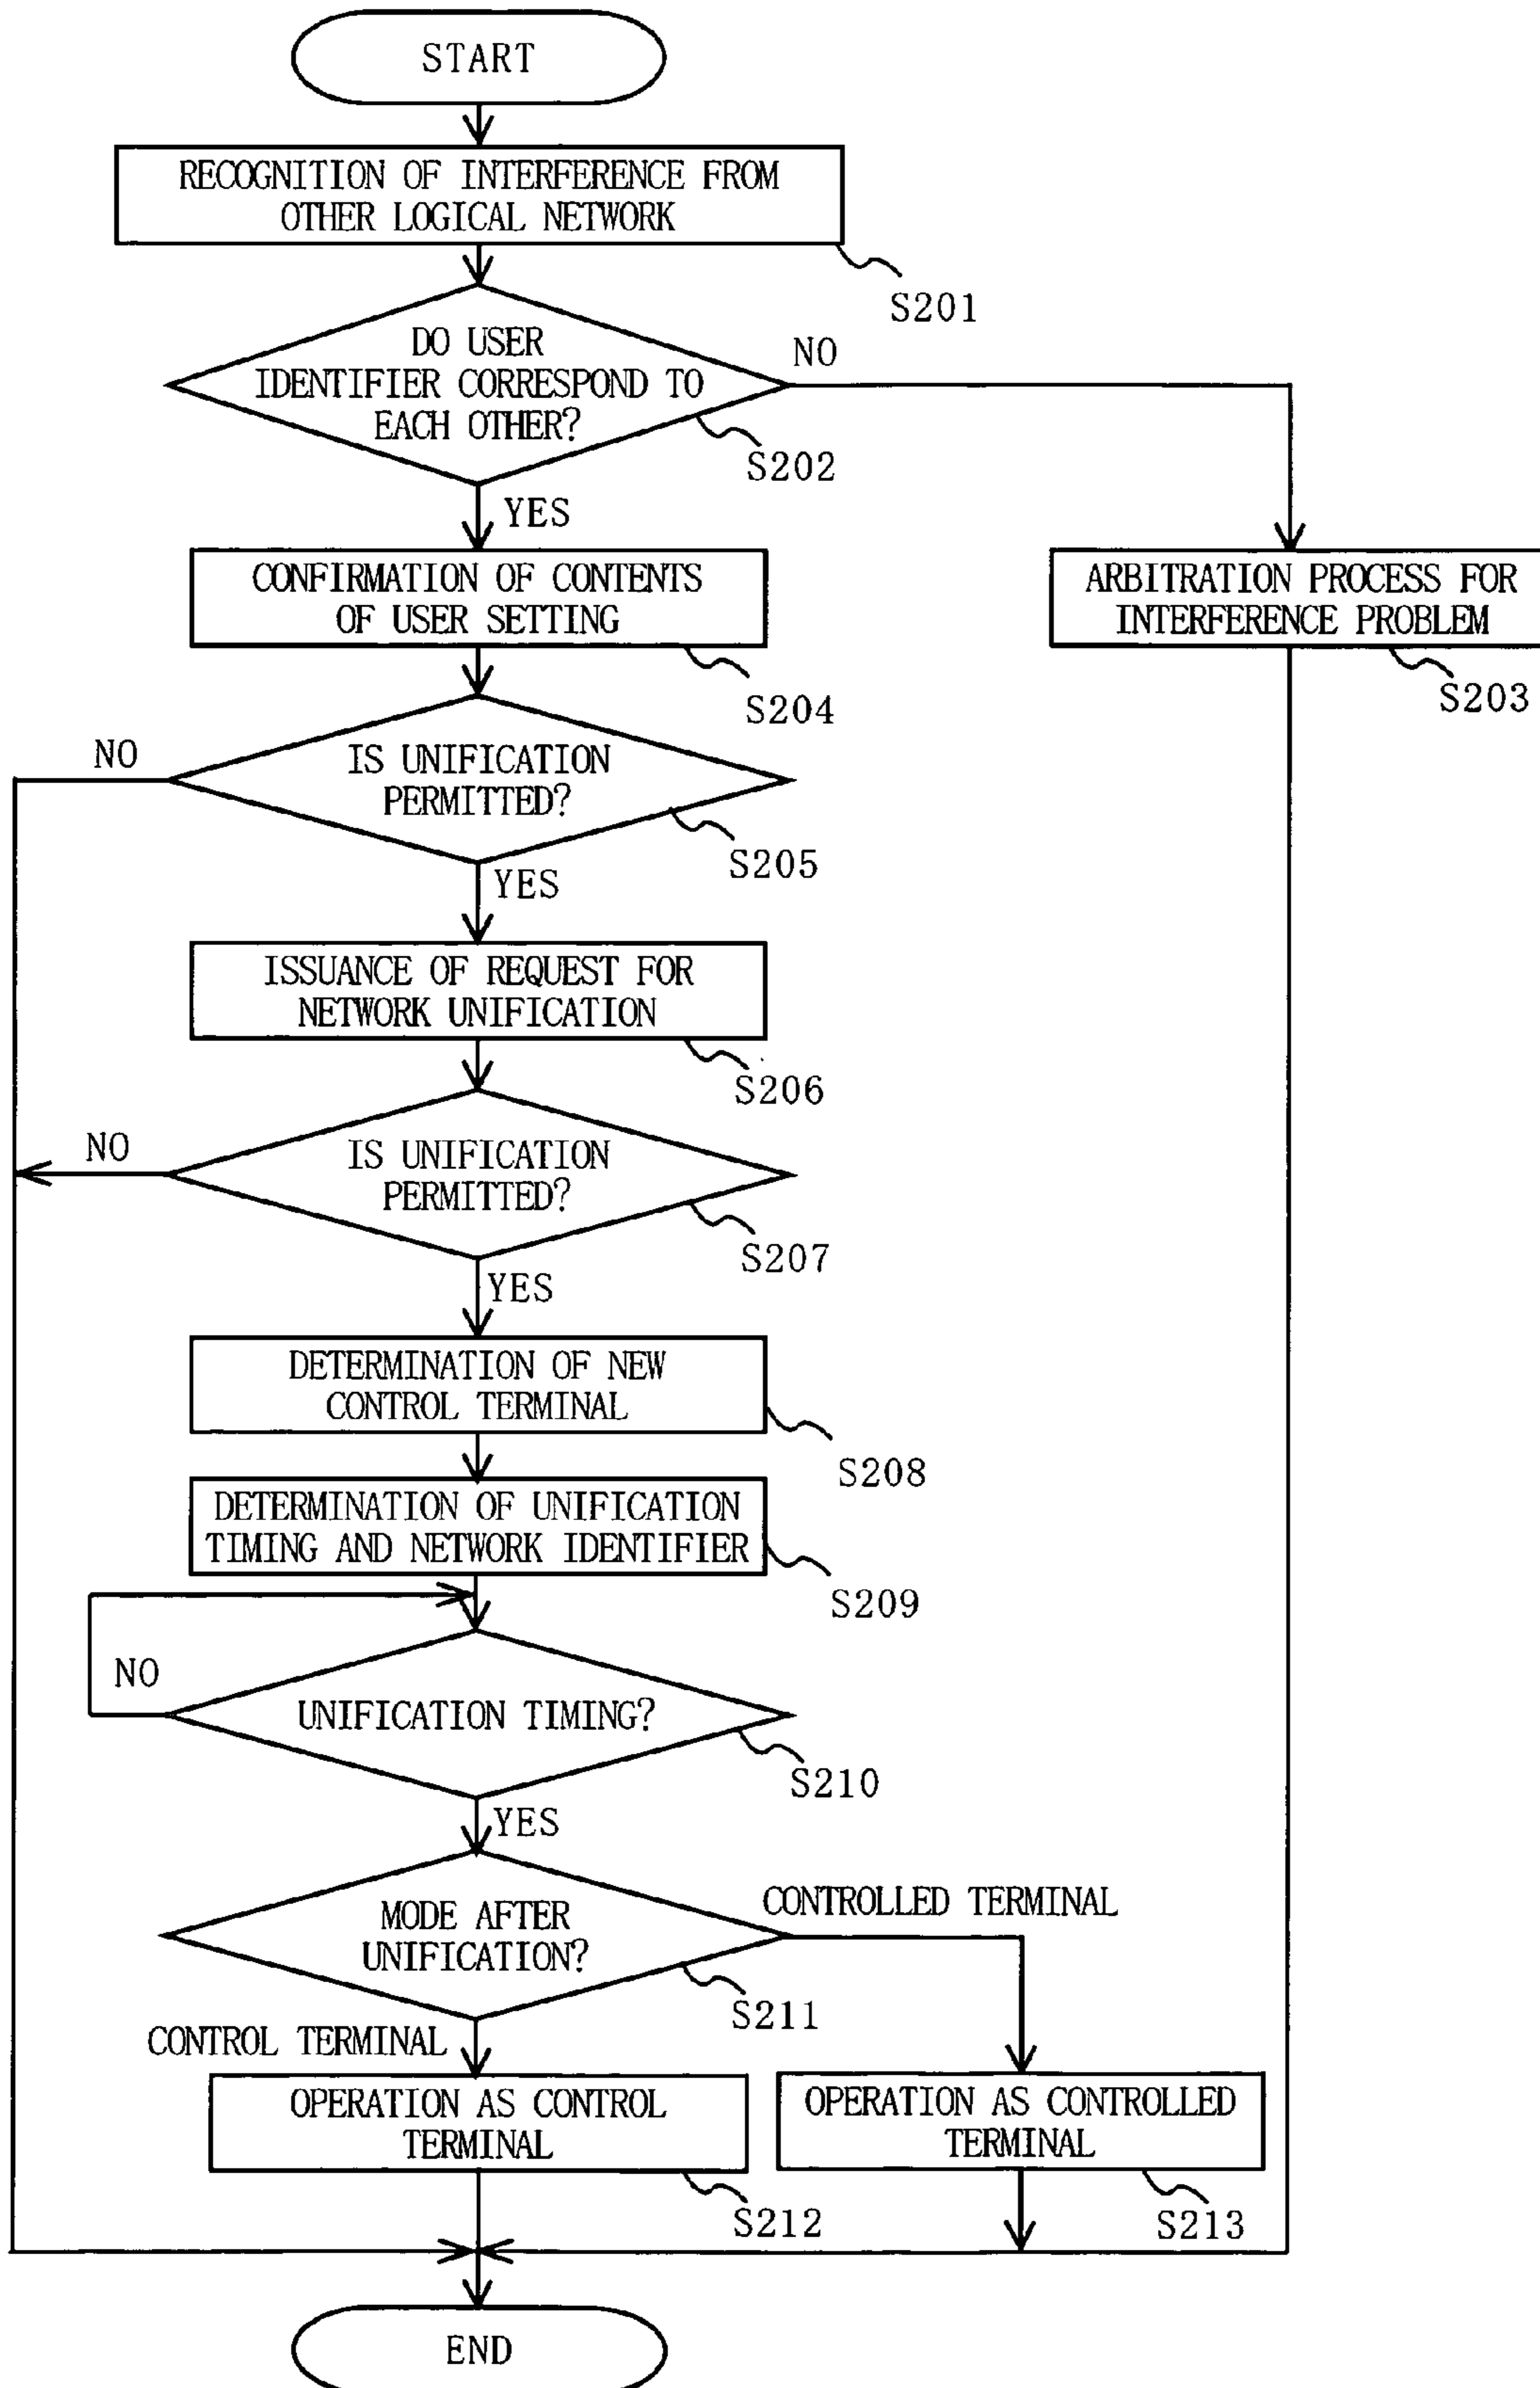 START
RECOGNITION OF INTERFERENCE FROM
OTHER LOGICAL NETWORK
S201
DO USER
IDENTIFIER CORRESPOND TO
EACH OTHER?
NO
S202
YES
CONFIRMATION OF CONTENTS
OF USER SETTING
S204
ARBITRATION PROCESS FOR
INTERFERENCE PROBLEM
S203
NO
IS UNIFICATION
PERMITTED?
S205
YES
ISSUANCE OF REQUEST FOR
NETWORK UNIFICATION
S206
NO
IS UNIFICATION
PERMITTED?
S207
YES
DETERMINATION OF NEW
CONTROL TERMINAL
S208
DETERMINATION OF UNIFICATION
TIMING AND NETWORK IDENTIFIER
S209
NO
UNIFICATION TIMING?
S210
YES
MODE AFTER
UNIFICATION?
CONTROLLED TERMINAL
S211
CONTROL TERMINAL
OPERATION AS CONTROL
TERMINAL
S212
OPERATION AS CONTROLLED
TERMINAL
S213
END